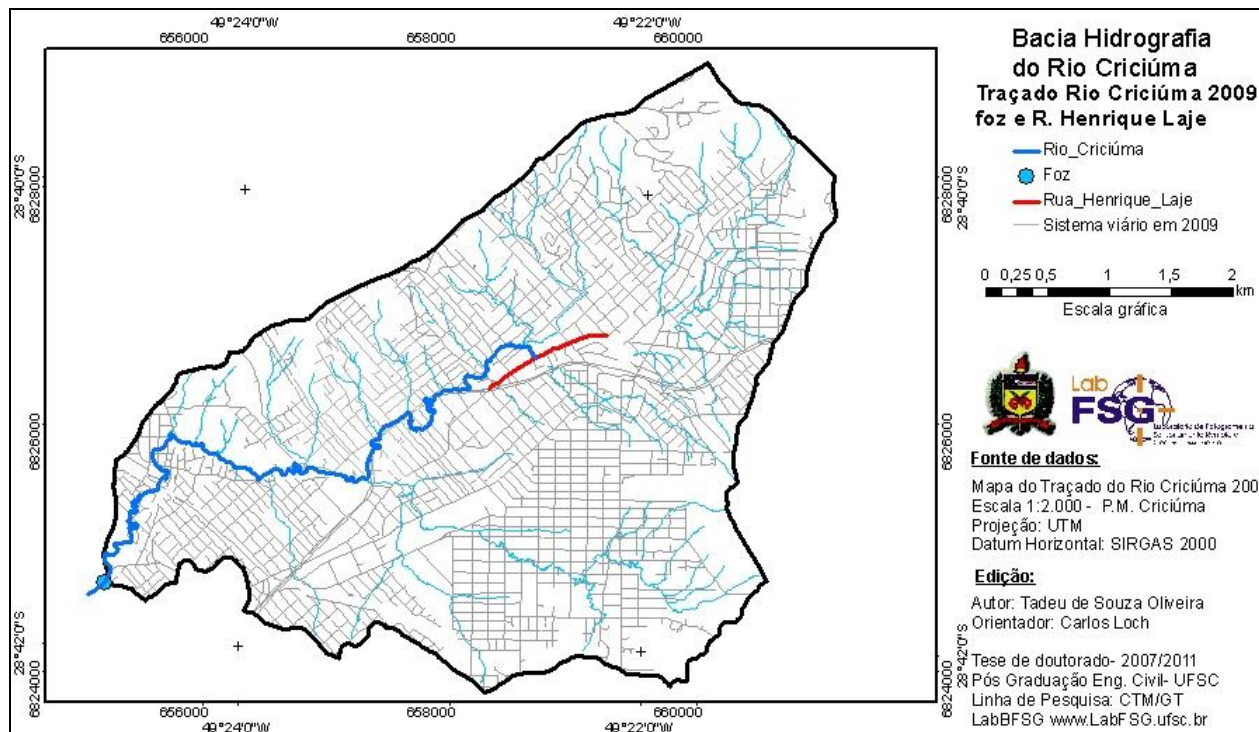 49°24'0"W
49°22'0"W
656000
658000
660000
28°40'0"S
6828000
6826000
28°42'0"S
6824000
6828000
28°40'0"S
6826000
28°42'0"S
6824000
656000
658000
660000
49°24'0"W
49°22'0"W
Bacia Hidrografia
do Rio Criciúma
Traçado Rio Criciúma 2009
foz e R. Henrique Laje
Rio_Criciúma
Foz
Rua_Henrique_Laje
Sistema viário em 2009
0 0,25 0,5 1 1,5 2
km
Escala gráfica
Lab
FSG
Fonte de dados:
Mapa do Traçado do Rio Criciúma 200
Escala 1:2.000 - P.M. Criciúma
Projeção: UTM
Datum Horizontal: SIRGAS 2000
Edição:
Autor: Tadeu de Souza Oliveira
Orientador: Carlos Loch
Tese de doutorado- 2007/2011
Pós Graduação Eng. Civil- UFSC
Linha de Pesquisa: CTM/GT
LabBFSG www.LabFSG.ufsc.br